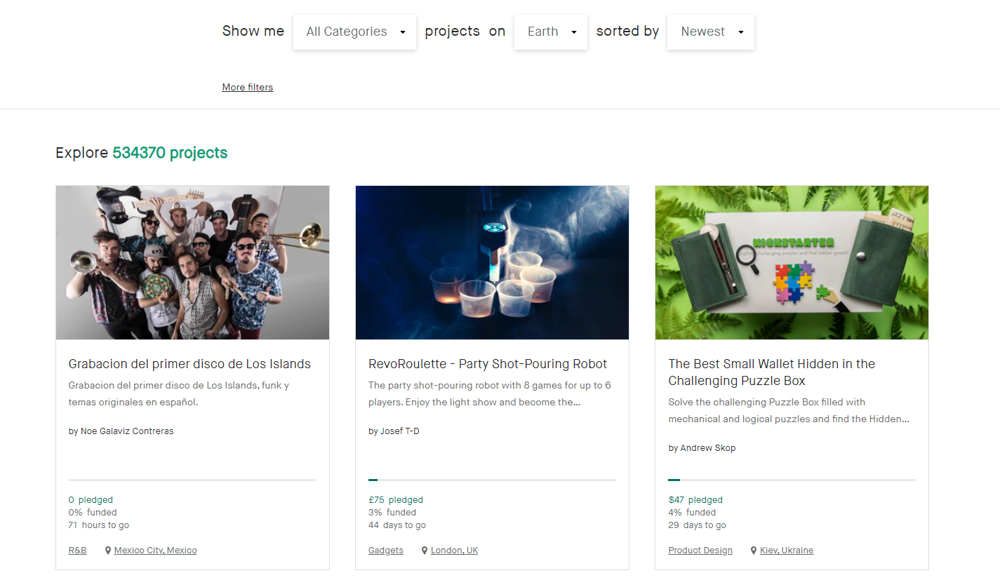 Show me All Categories projects on Earth sorted by Newest
More filters
Explore 534370 projects
KICKSTARTER
challenging puzzles and find hidden goods!
Grabacion del primer disco de Los Islands
Grabacion del primer disco de Los Islands, funk y
temas originales en español.
by Noe Galaviz Contreras
0 pledged
0% funded
71 hours to go
R&B Mexico City, Mexico
RevoRoulette - Party Shot-Pouring Robot
The party shot-pouring robot with 8 games for up to 6
players. Enjoy the light show and become the...
by Josef T-D
£75 pledged
3% funded
44 days to go
Gadgets London, UK
The Best Small Wallet Hidden in the
Challenging Puzzle Box
Solve the challenging Puzzle Box filled with
mechanical and logical puzzles and find the Hidden...
by Andrew Skop
$47 pledged
4% funded
29 days to go
Product Design Kiev, Ukraine